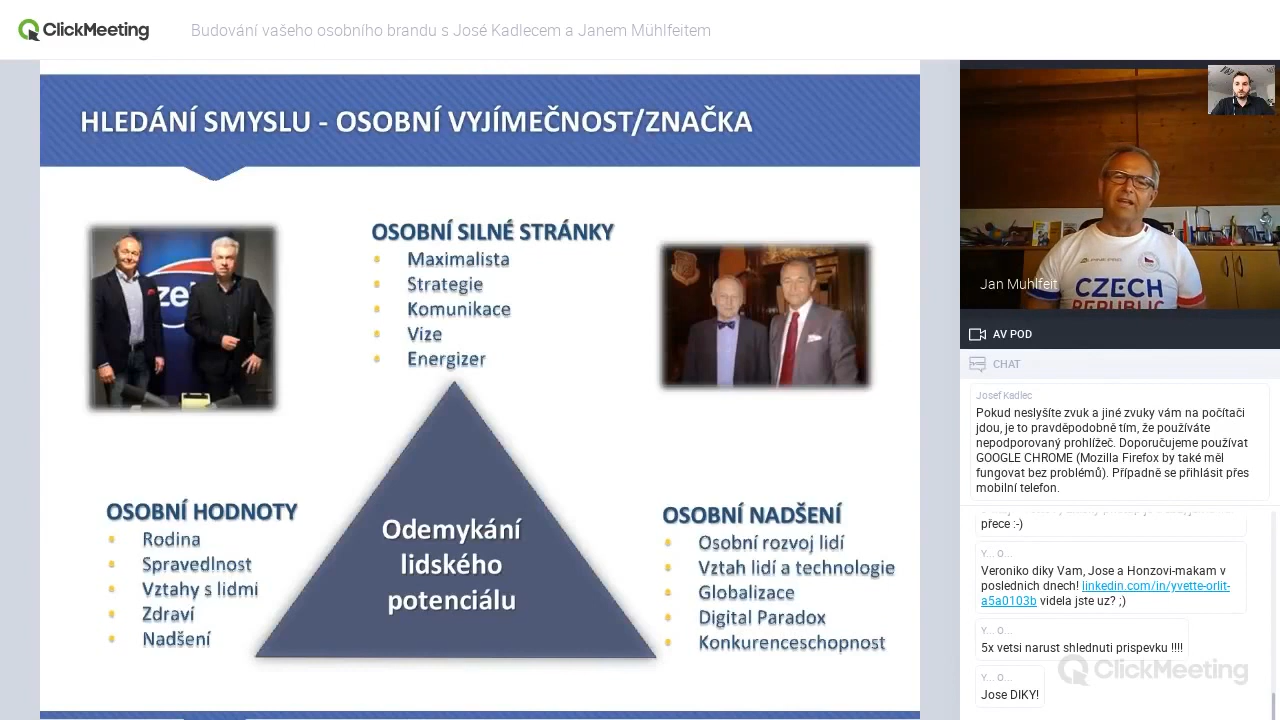 ClickMeeting
Budování vašeho osobního brandu s José Kadlecem a Janem Mühlfeitem
HLEDÁNÍ SMYSLU - OSOBNÍ VYJÍMEČNOST/ZNAČKA
OSOBNÍ SILNÉ STRÁNKY
• Maximalista
• Strategie
• Komunikace
• Vize
• Energizer
Odemykání
lidského
potenciálu
OSOBNÍ HODNOTY
• Rodina
• Spravedlnost
• Vztahy s lidmi
• Zdraví
• Nadšení
OSOBNÍ NADŠENÍ
• Osobní rozvoj lidí
• Vztah lidí a technologie
• Globalizace
• Digital Paradox
• Konkurenceschopnost
CZECH
REPUBLIC
Jan Muhlfeit
AV POD
CHAT
Josef Kadlec
Pokud neslyšíte zvuk a jiné zvuky vám na počítači
jdou, je to pravděpodobně tím, že používáte
nepodporovaný prohlížeč. Doporučujeme používat
GOOGLE CHROME (Mozilla Firefox by také měl
fungovat bez problémů). Případně se přihlásit přes
mobilní telefon.
přece :-)
Y... O...
Veroniko diky Vam, Jose a Honzovi-makam v
poslednich dnech! linkedin.com/in/yvette-orlit-
a5a0103b videla jste uz? ;)
Y... O...
5x vetsi narust shlednuti prispevku !!!!
Y... O...
Jose DIKY!
ClickMeeting